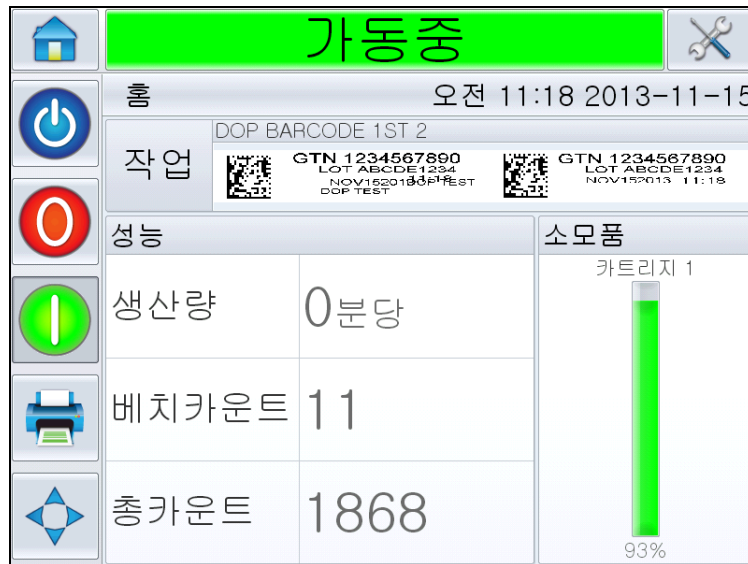 가동중
홈
오전 11:18 2013-11-15
DOP BARCODE 1ST 2
작업
GTN 1234567890
LOT ABCDE1234
DOP TEST
GTN 1234567890
LOT ABCDE1234
NOV152013 11:18
성능
소모품
카트리지 1
생산량
0분당
베치카운트
11
총카운트
1868
93%